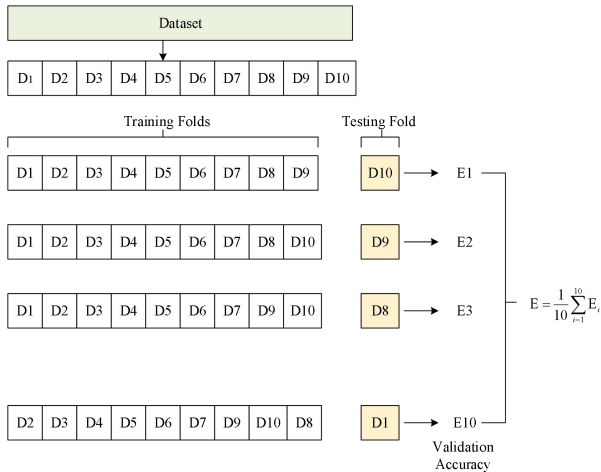 Dataset
D1 D2 D3 D4 D5 D6 D7 D8 D9 D10
Training Folds Testing Fold
D1 D2 D3 D4 D5 D6 D7 D8 D9 D10 E1
D1 D2 D3 D4 D5 D6 D7 D8 D10 D9 E2
D1 D2 D3 D4 D5 D6 D7 D9 D10 D8 E3
E = 1/10 ∑ i=1 10 E i
D2 D3 D4 D5 D6 D7 D9 D10 D8 D1 E10
Validation
Accuracy